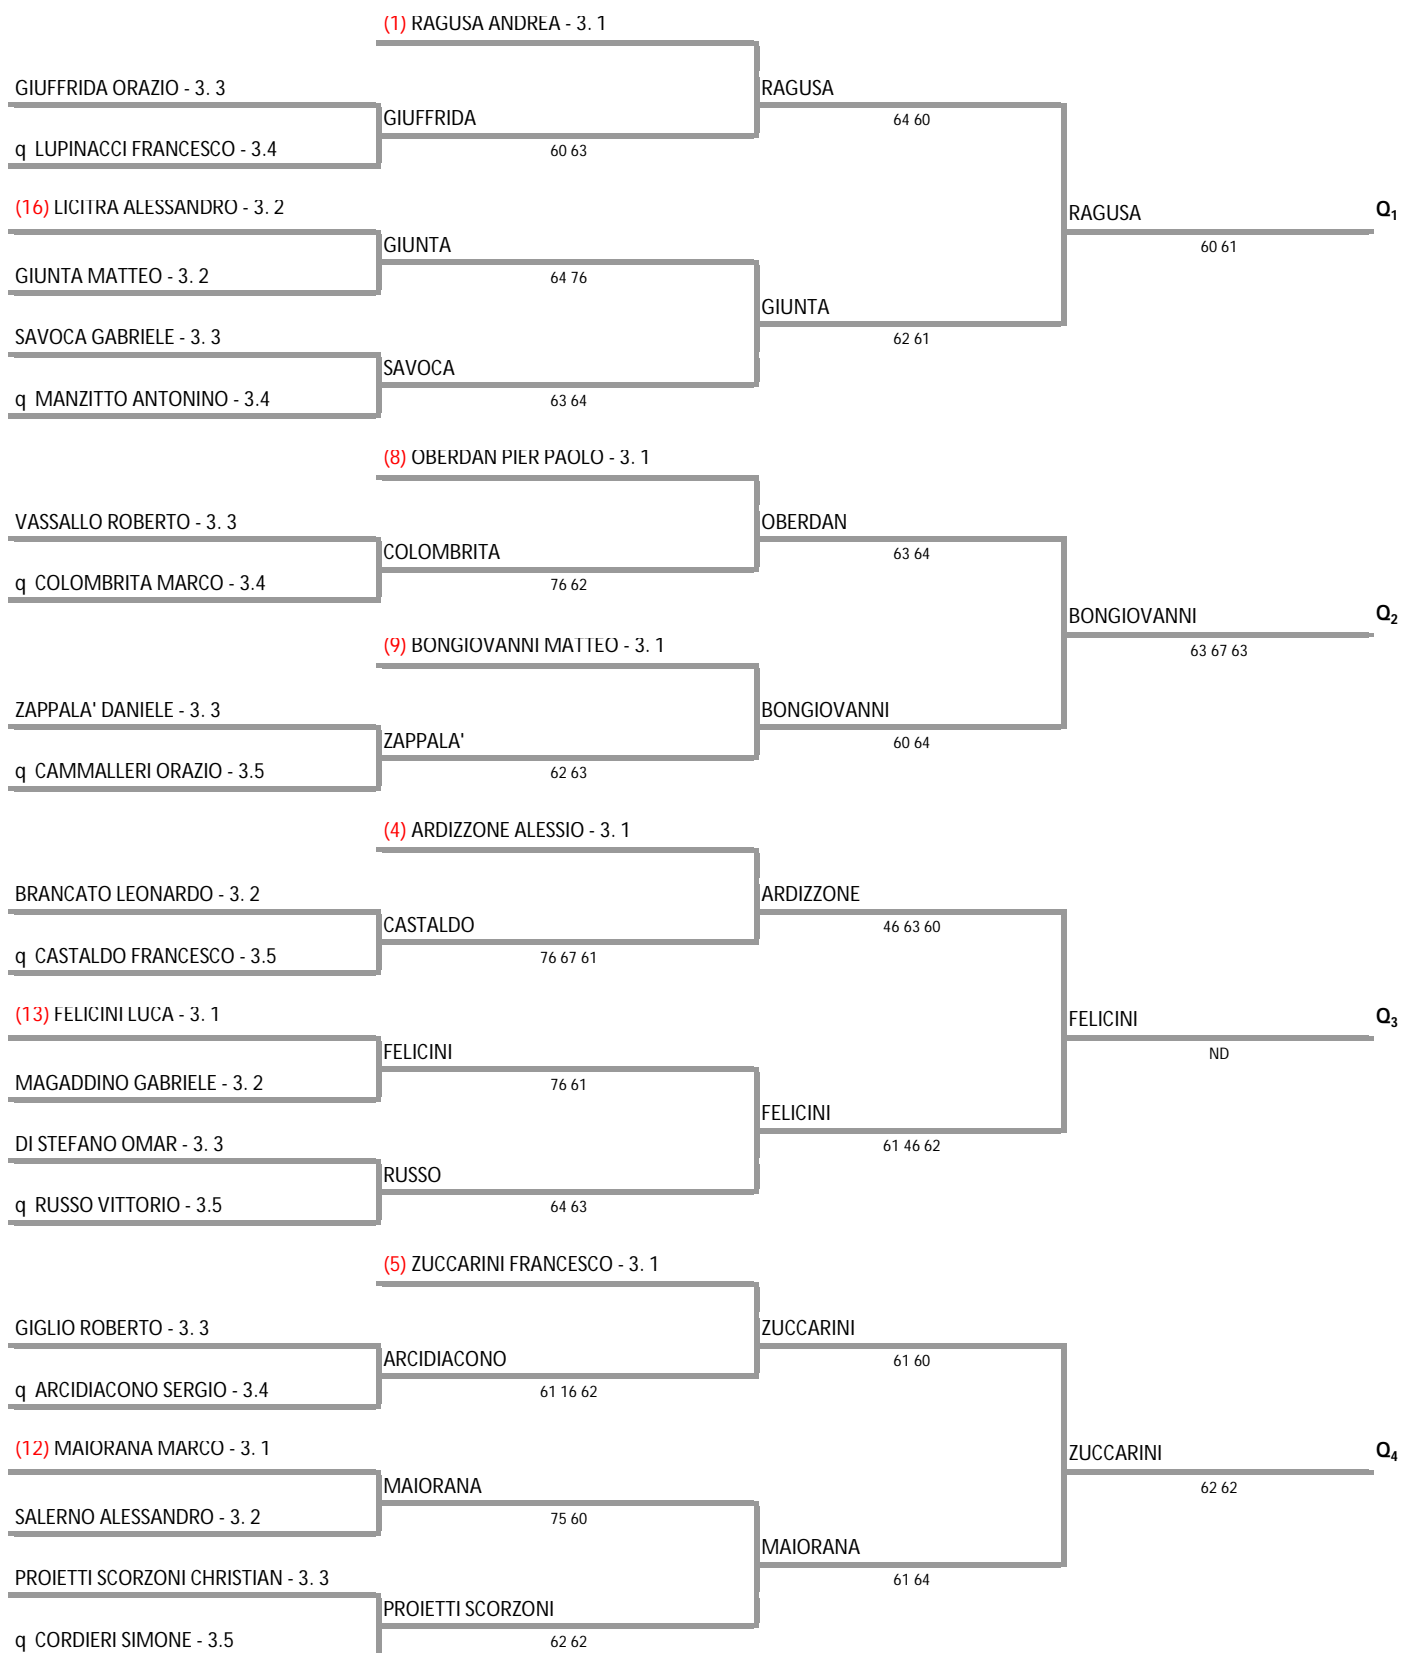 (1) RAGUSA ANDREA - 3. 1
GIUFFRIDA ORAZIO - 3. 3
RAGUSA
GIUFFRIDA
64 60
q LUPINACCI FRANCESCO - 3.4
60 63
(16) LICITRA ALESSANDRO - 3. 2
RAGUSA
Q1
GIUNTA
60 61
GIUNTA MATTEO - 3. 2
64 76
GIUNTA
SAVOCA GABRIELE - 3. 3
62 61
SAVOCA
q MANZITTO ANTONINO - 3.4
63 64
(8) OBERDAN PIER PAOLO - 3. 1
VASSALLO ROBERTO - 3. 3
OBERDAN
COLOMBRITA
63 64
q COLOMBRITA MARCO - 3.4
76 62
BONGIOVANNI
Q2
(9) BONGIOVANNI MATTEO - 3. 1
63 67 63
ZAPPALA' DANIELE - 3. 3
BONGIOVANNI
ZAPPALA'
60 64
q CAMMALLERI ORAZIO - 3.5
62 63
(4) ARDIZZONE ALESSIO - 3. 1
BRANCATO LEONARDO - 3. 2
ARDIZZONE
CASTALDO
46 63 60
q CASTALDO FRANCESCO - 3.5
76 67 61
(13) FELICINI LUCA - 3. 1
FELICINI
Q3
FELICINI
ND
MAGADDINO GABRIELE - 3. 2
76 61
FELICINI
DI STEFANO OMAR - 3. 3
61 46 62
RUSSO
q RUSSO VITTORIO - 3.5
64 63
(5) ZUCCARINI FRANCESCO - 3. 1
GIGLIO ROBERTO - 3. 3
ZUCCARINI
ARCIDIACONO
61 60
q ARCIDIACONO SERGIO - 3.4
61 16 62
(12) MAIORANA MARCO - 3. 1
ZUCCARINI
Q4
MAIORANA
62 62
SALERNO ALESSANDRO - 3. 2
75 60
MAIORANA
PROIETTI SCORZONI CHRISTIAN - 3. 3
61 64
PROIETTI SCORZONI
q CORDIERI SIMONE - 3.5
62 62